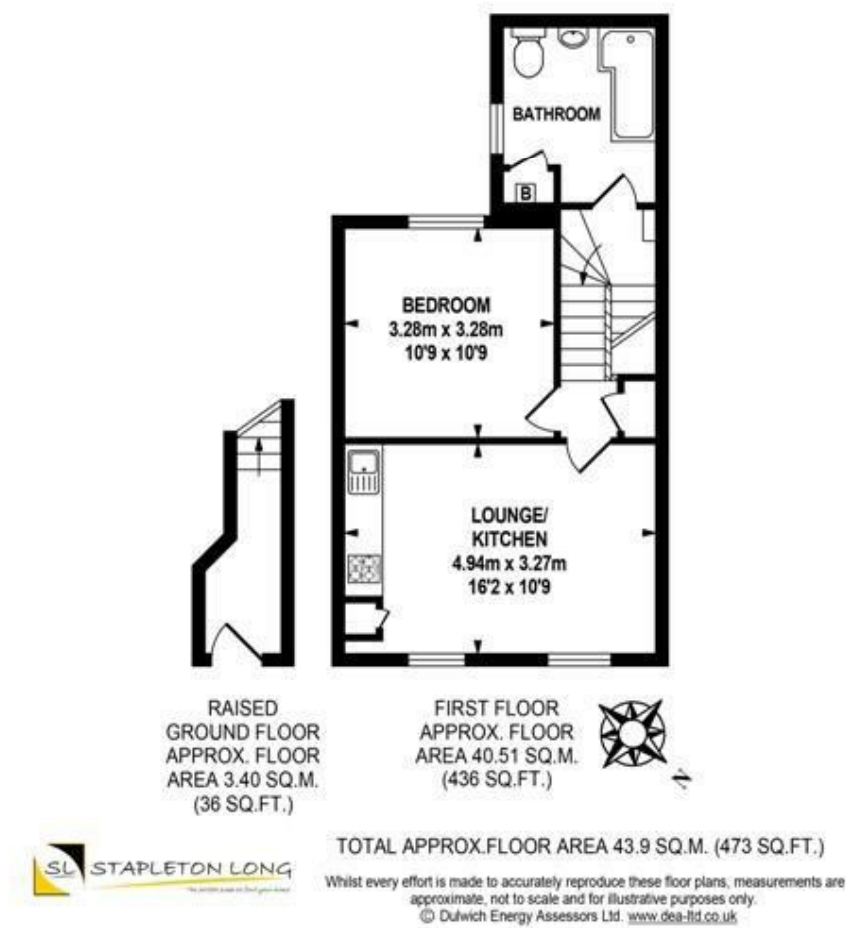 BATHROOM
B
BEDROOM
3.28m x 3.28m
10'9 x 10'9
LOUNGE/
KITCHEN
4.94m x 3.27m
16'2 x 10'9
RAISED
GROUND FLOOR
APPROX. FLOOR
AREA 3.40 SQ.M.
(36 SQ.FT.)
FIRST FLOOR
APPROX. FLOOR
AREA 40.51 SQ.M.
(436 SQ.FT.)
N
TOTAL APPROX.FLOOR AREA 43.9 SQ.M. (473 SQ.FT.)
SL STAPLETON LONG
Whilst every effort is made to accurately reproduce these floor plans, measurements are
approximate, not to scale and for illustrative purposes only.
© Dulwich Energy Assessors Ltd. www.dea-ltd.co.uk